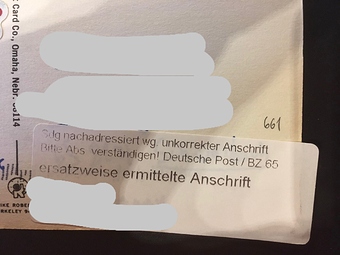 Card Co., Omaha, Nebr. 68114
661
Sdg nachadressiert wg. unkorrekter Anschrift
Bitte Abs. verständigen! Deutsche Post / BZ 65
ersatzweise ermittelte Anschrift